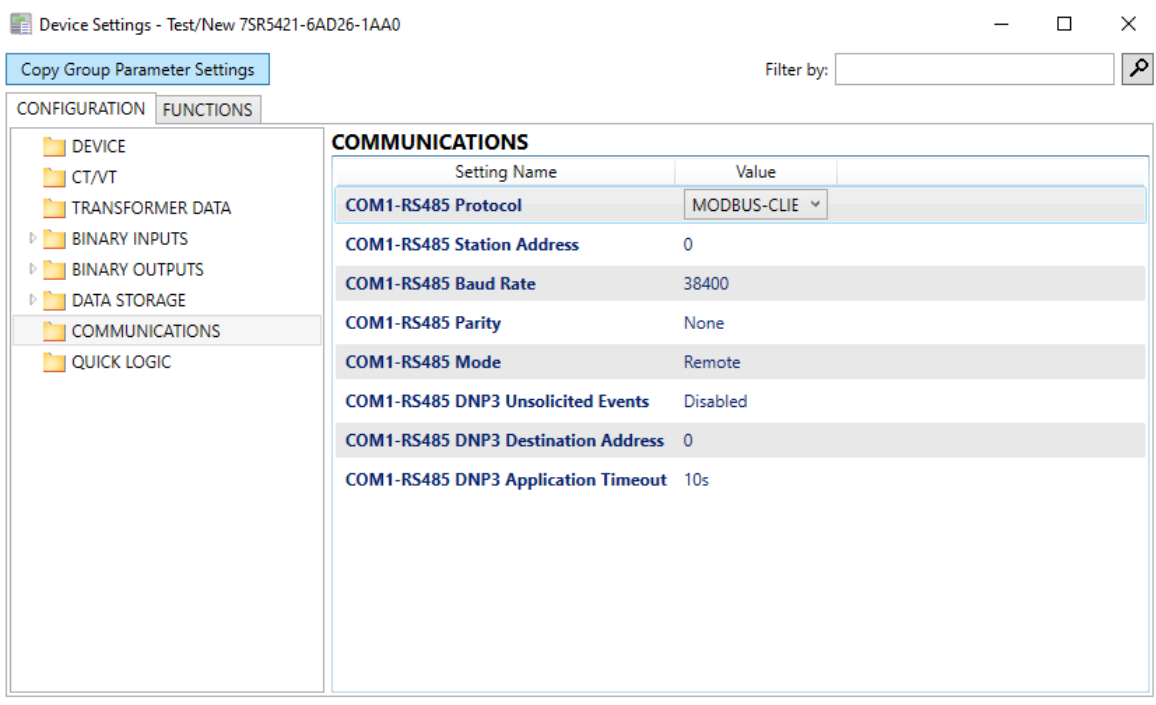 Device Settings - Test/New 7SR5421-6AD26-1AA0
Copy Group Parameter Settings
Filter by:
CONFIGURATION FUNCTIONS
DEVICE
CT/VT
TRANSFORMER DATA
BINARY INPUTS
BINARY OUTPUTS
DATA STORAGE
COMMUNICATIONS
QUICK LOGIC
COMMUNICATIONS
Setting Name Value
COM1-RS485 Protocol MODBUS-CLIE
COM1-RS485 Station Address 0
COM1-RS485 Baud Rate 38400
COM1-RS485 Parity None
COM1-RS485 Mode Remote
COM1-RS485 DNP3 Unsolicited Events Disabled
COM1-RS485 DNP3 Destination Address 0
COM1-RS485 DNP3 Application Timeout 10s